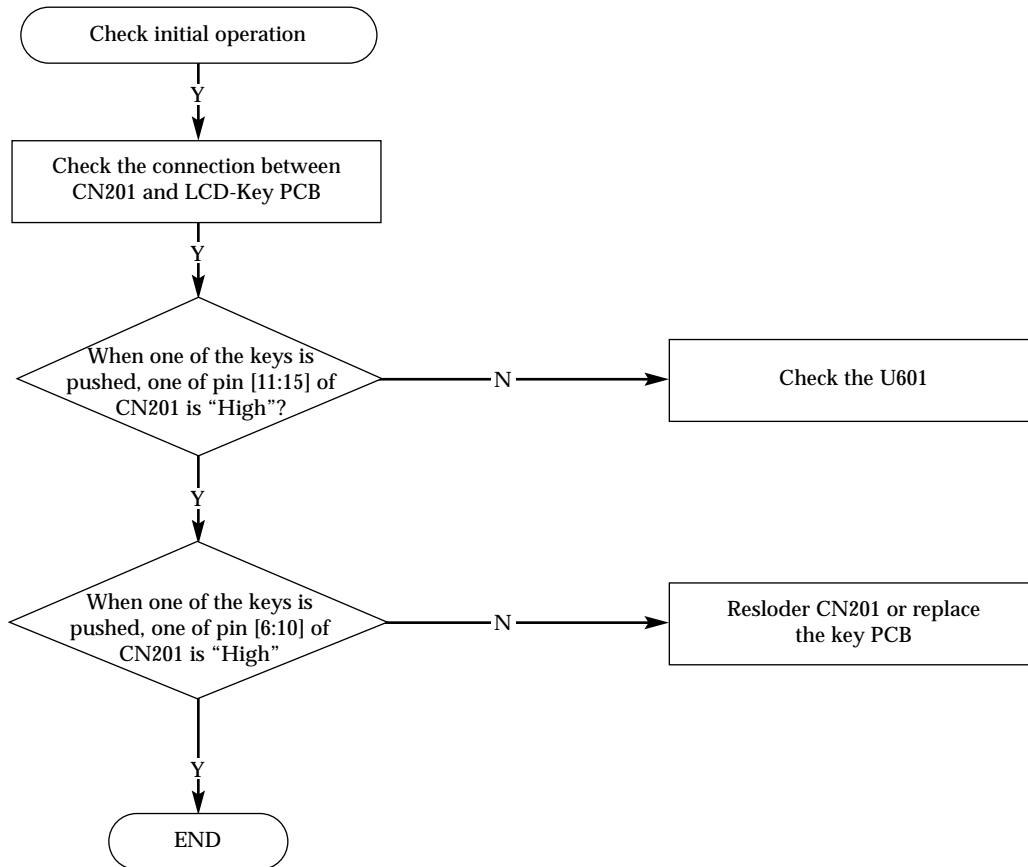 Check initial operation
Y
Check the connection between
CN201 and LCD-Key PCB
Y
When one of the keys is
pushed, one of pin [11:15] of
CN201 is “High”?
N
Check the U601
Y
When one of the keys is
pushed, one of pin [6:10] of
CN201 is “High”
N
Resloder CN201 or replace
the key PCB
Y
END